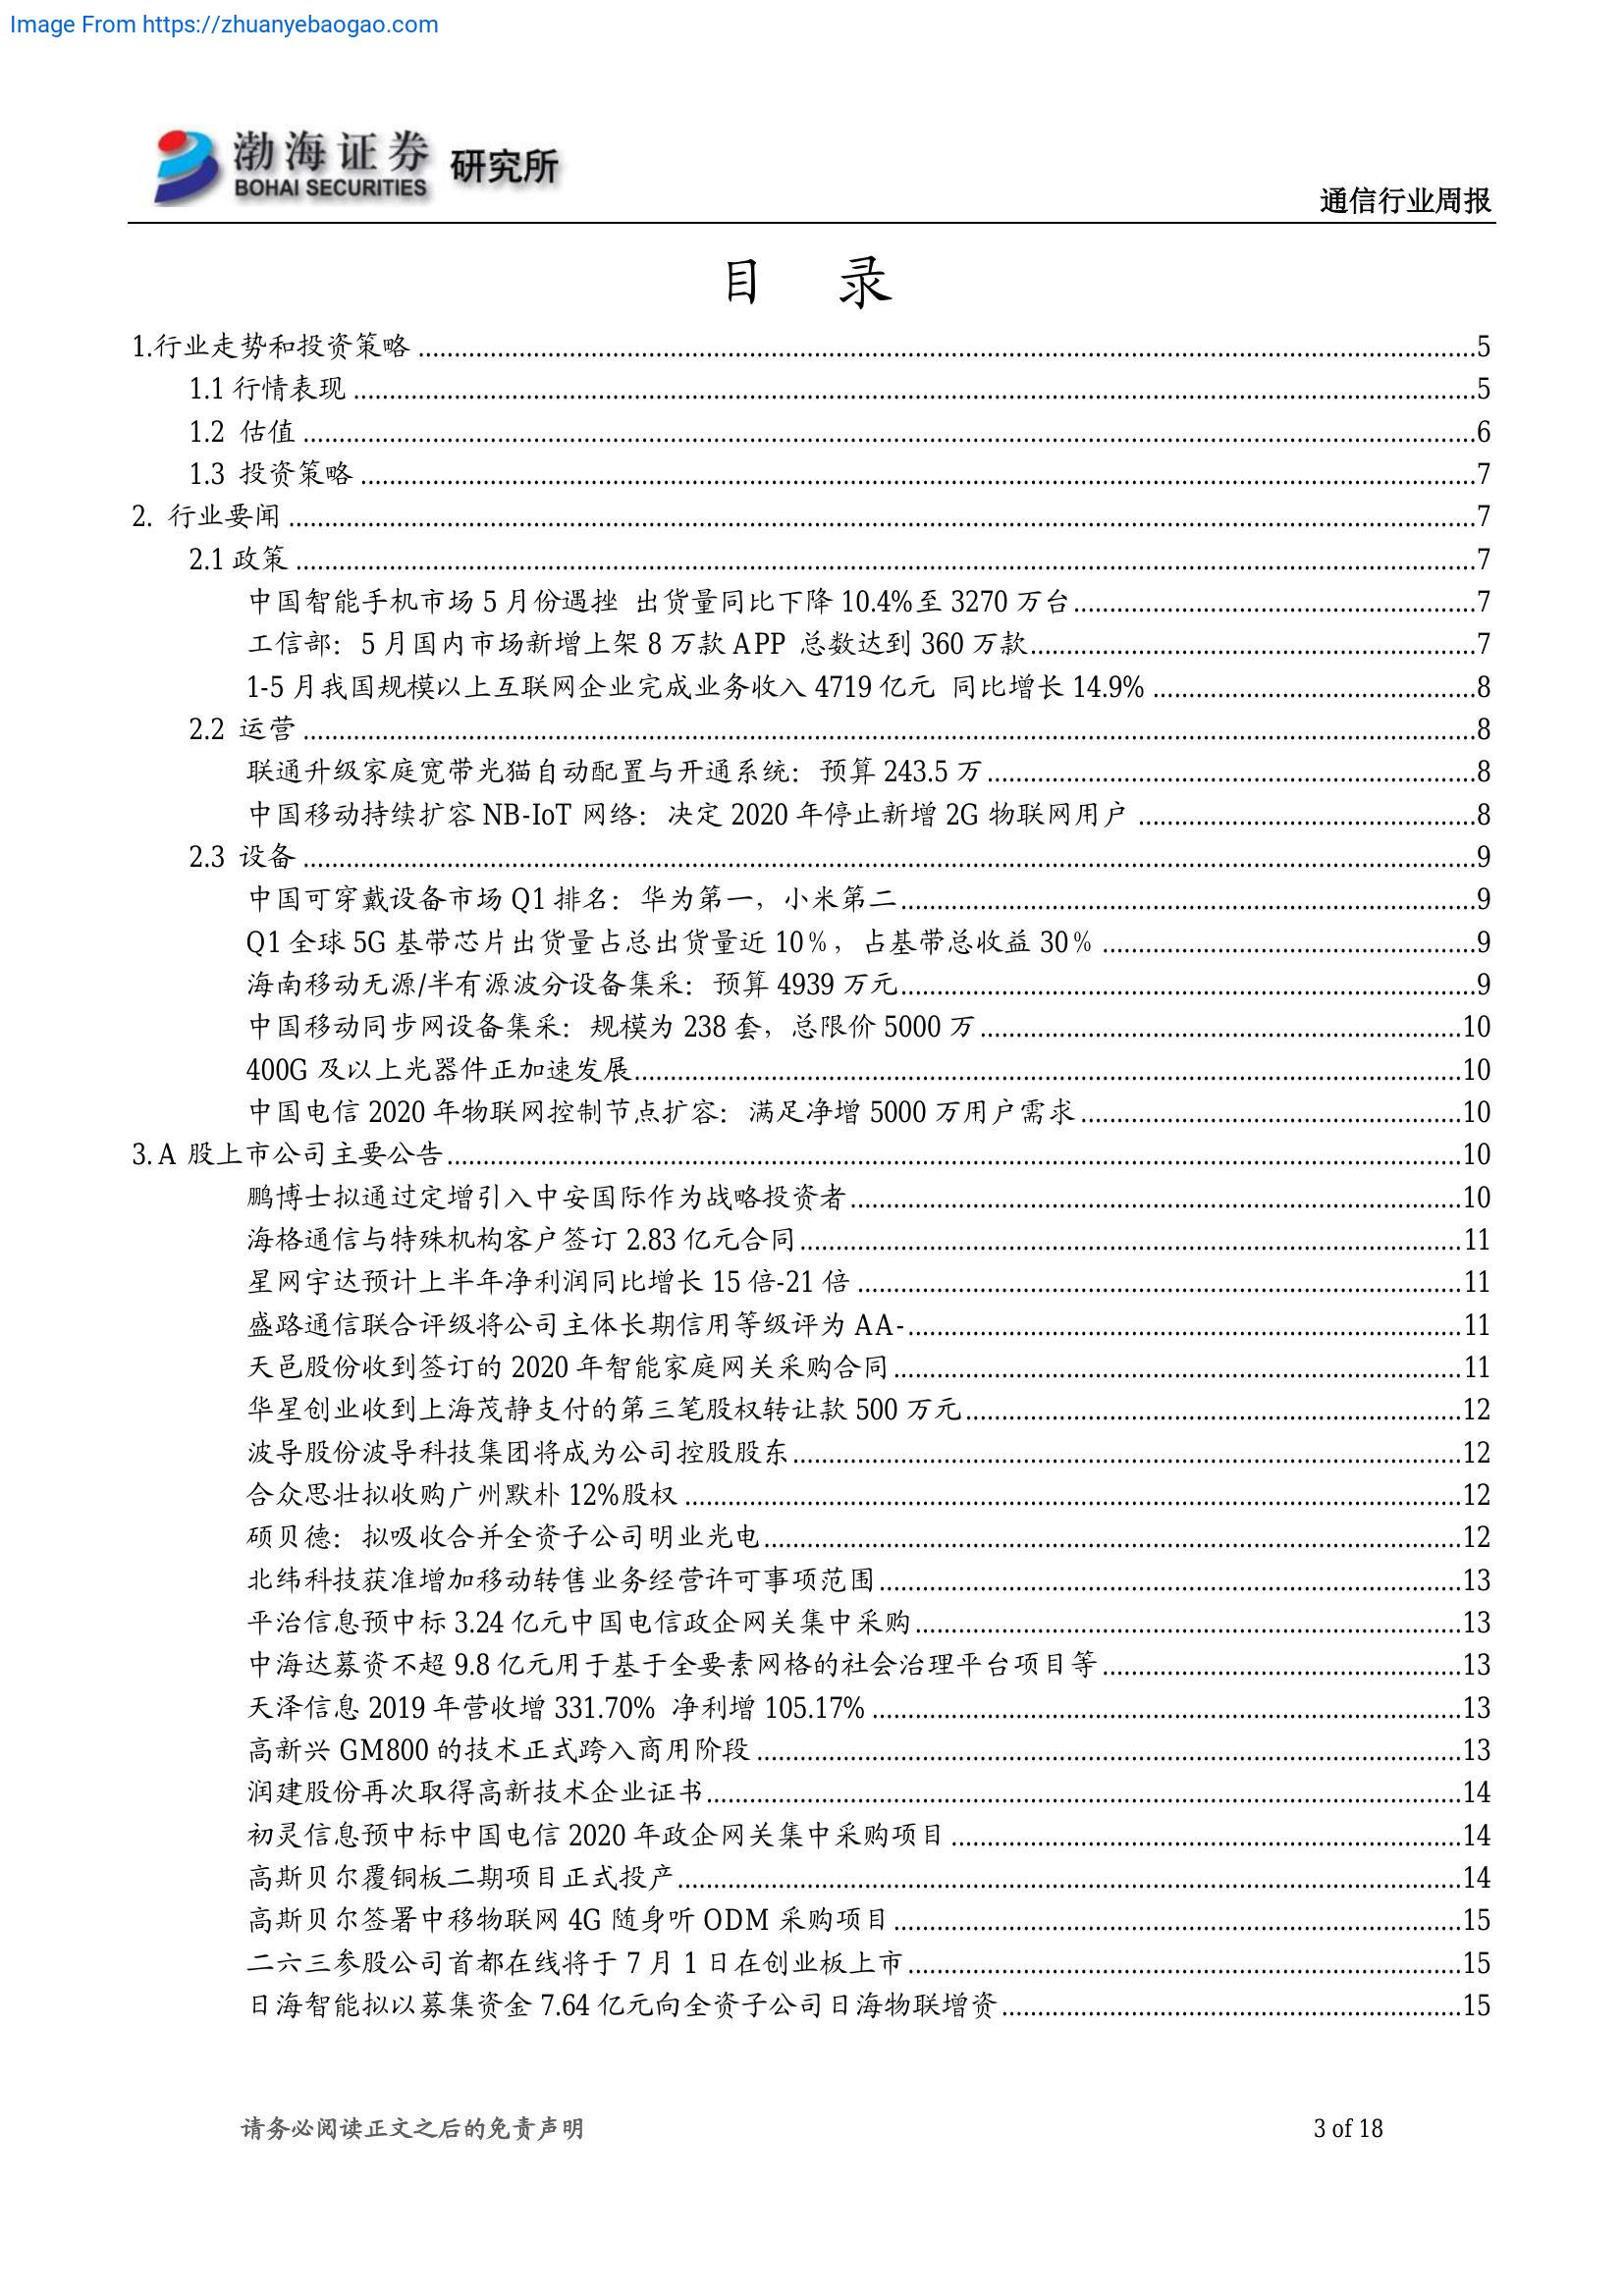 Image From https://zhuanyebaogao.com
渤海证券 研究所
BOHAI SECURITIES
通信行业周报
目 录
1.行业走势和投资策略 ........ 5
1.1 行情表现 ........ 5
1.2 估值 ........ 6
1.3 投资策略 ........ 7
2. 行业要闻 ........ 7
2.1 政策 ........ 7
中国智能手机市场 5 月份遇挫 出货量同比下降 10.4%至 3270 万台 ........ 7
工信部：5 月国内市场新增上架 8 万款 APP 总数达到 360 万款 ........ 7
1-5 月我国规模以上互联网企业完成业务收入 4719 亿元 同比增长 14.9% ........ 8
2.2 运营 ........ 8
联通升级家庭宽带光猫自动配置与开通系统：预算 243.5 万 ........ 8
中国移动持续扩容 NB-IoT 网络：决定 2020 年停止新增 2G 物联网用户 ........ 8
2.3 设备 ........ 9
中国可穿戴设备市场 Q1 排名：华为第一，小米第二 ........ 9
Q1 全球 5G 基带芯片出货量占总出货量近 10%，占基带总收益 30% ........ 9
海南移动无源/半有源波分设备集采：预算 4939 万元 ........ 9
中国移动同步网设备集采：规模为 238 套，总限价 5000 万 ........ 10
400G 及以上光器件正加速发展 ........ 10
中国电信 2020 年物联网控制节点扩容：满足净增 5000 万用户需求 ........ 10
3. A 股上市公司主要公告 ........ 10
鹏博士拟通过定增引入中安国际作为战略投资者 ........ 10
海格通信与特殊机构客户签订 2.83 亿元合同 ........ 11
星网宇达预计上半年净利润同比增长 15 倍-21 倍 ........ 11
盛路通信联合评级将公司主体长期信用等级评为 AA- ........ 11
天邑股份收到签订的 2020 年智能家庭网关采购合同 ........ 11
华星创业收到上海茂静支付的第三笔股权转让款 500 万元 ........ 12
波导股份波导科技集团将成为公司控股股东 ........ 12
合众思壮拟收购广州默朴 12%股权 ........ 12
硕贝德：拟吸收合并全资子公司明业光电 ........ 12
北纬科技获准增加移动转售业务经营许可事项范围 ........ 13
平治信息预中标 3.24 亿元中国电信政企网关集中采购 ........ 13
中海达募资不超 9.8 亿元用于基于全要素网格的社会治理平台项目等 ........ 13
天泽信息 2019 年营收增 331.70% 净利增 105.17% ........ 13
高新兴 GM800 的技术正式跨入商用阶段 ........ 13
润建股份再次取得高新技术企业证书 ........ 14
初灵信息预中标中国电信 2020 年政企网关集中采购项目 ........ 14
高斯贝尔覆铜板二期项目正式投产 ........ 14
高斯贝尔签署中移物联网 4G 随身听 ODM 采购项目 ........ 15
二六三参股公司首都在线将于 7 月 1 日在创业板上市 ........ 15
日海智能拟以募集资金 7.64 亿元向全资子公司日海物联增资 ........ 15
请务必阅读正文之后的免责声明
3 of 18